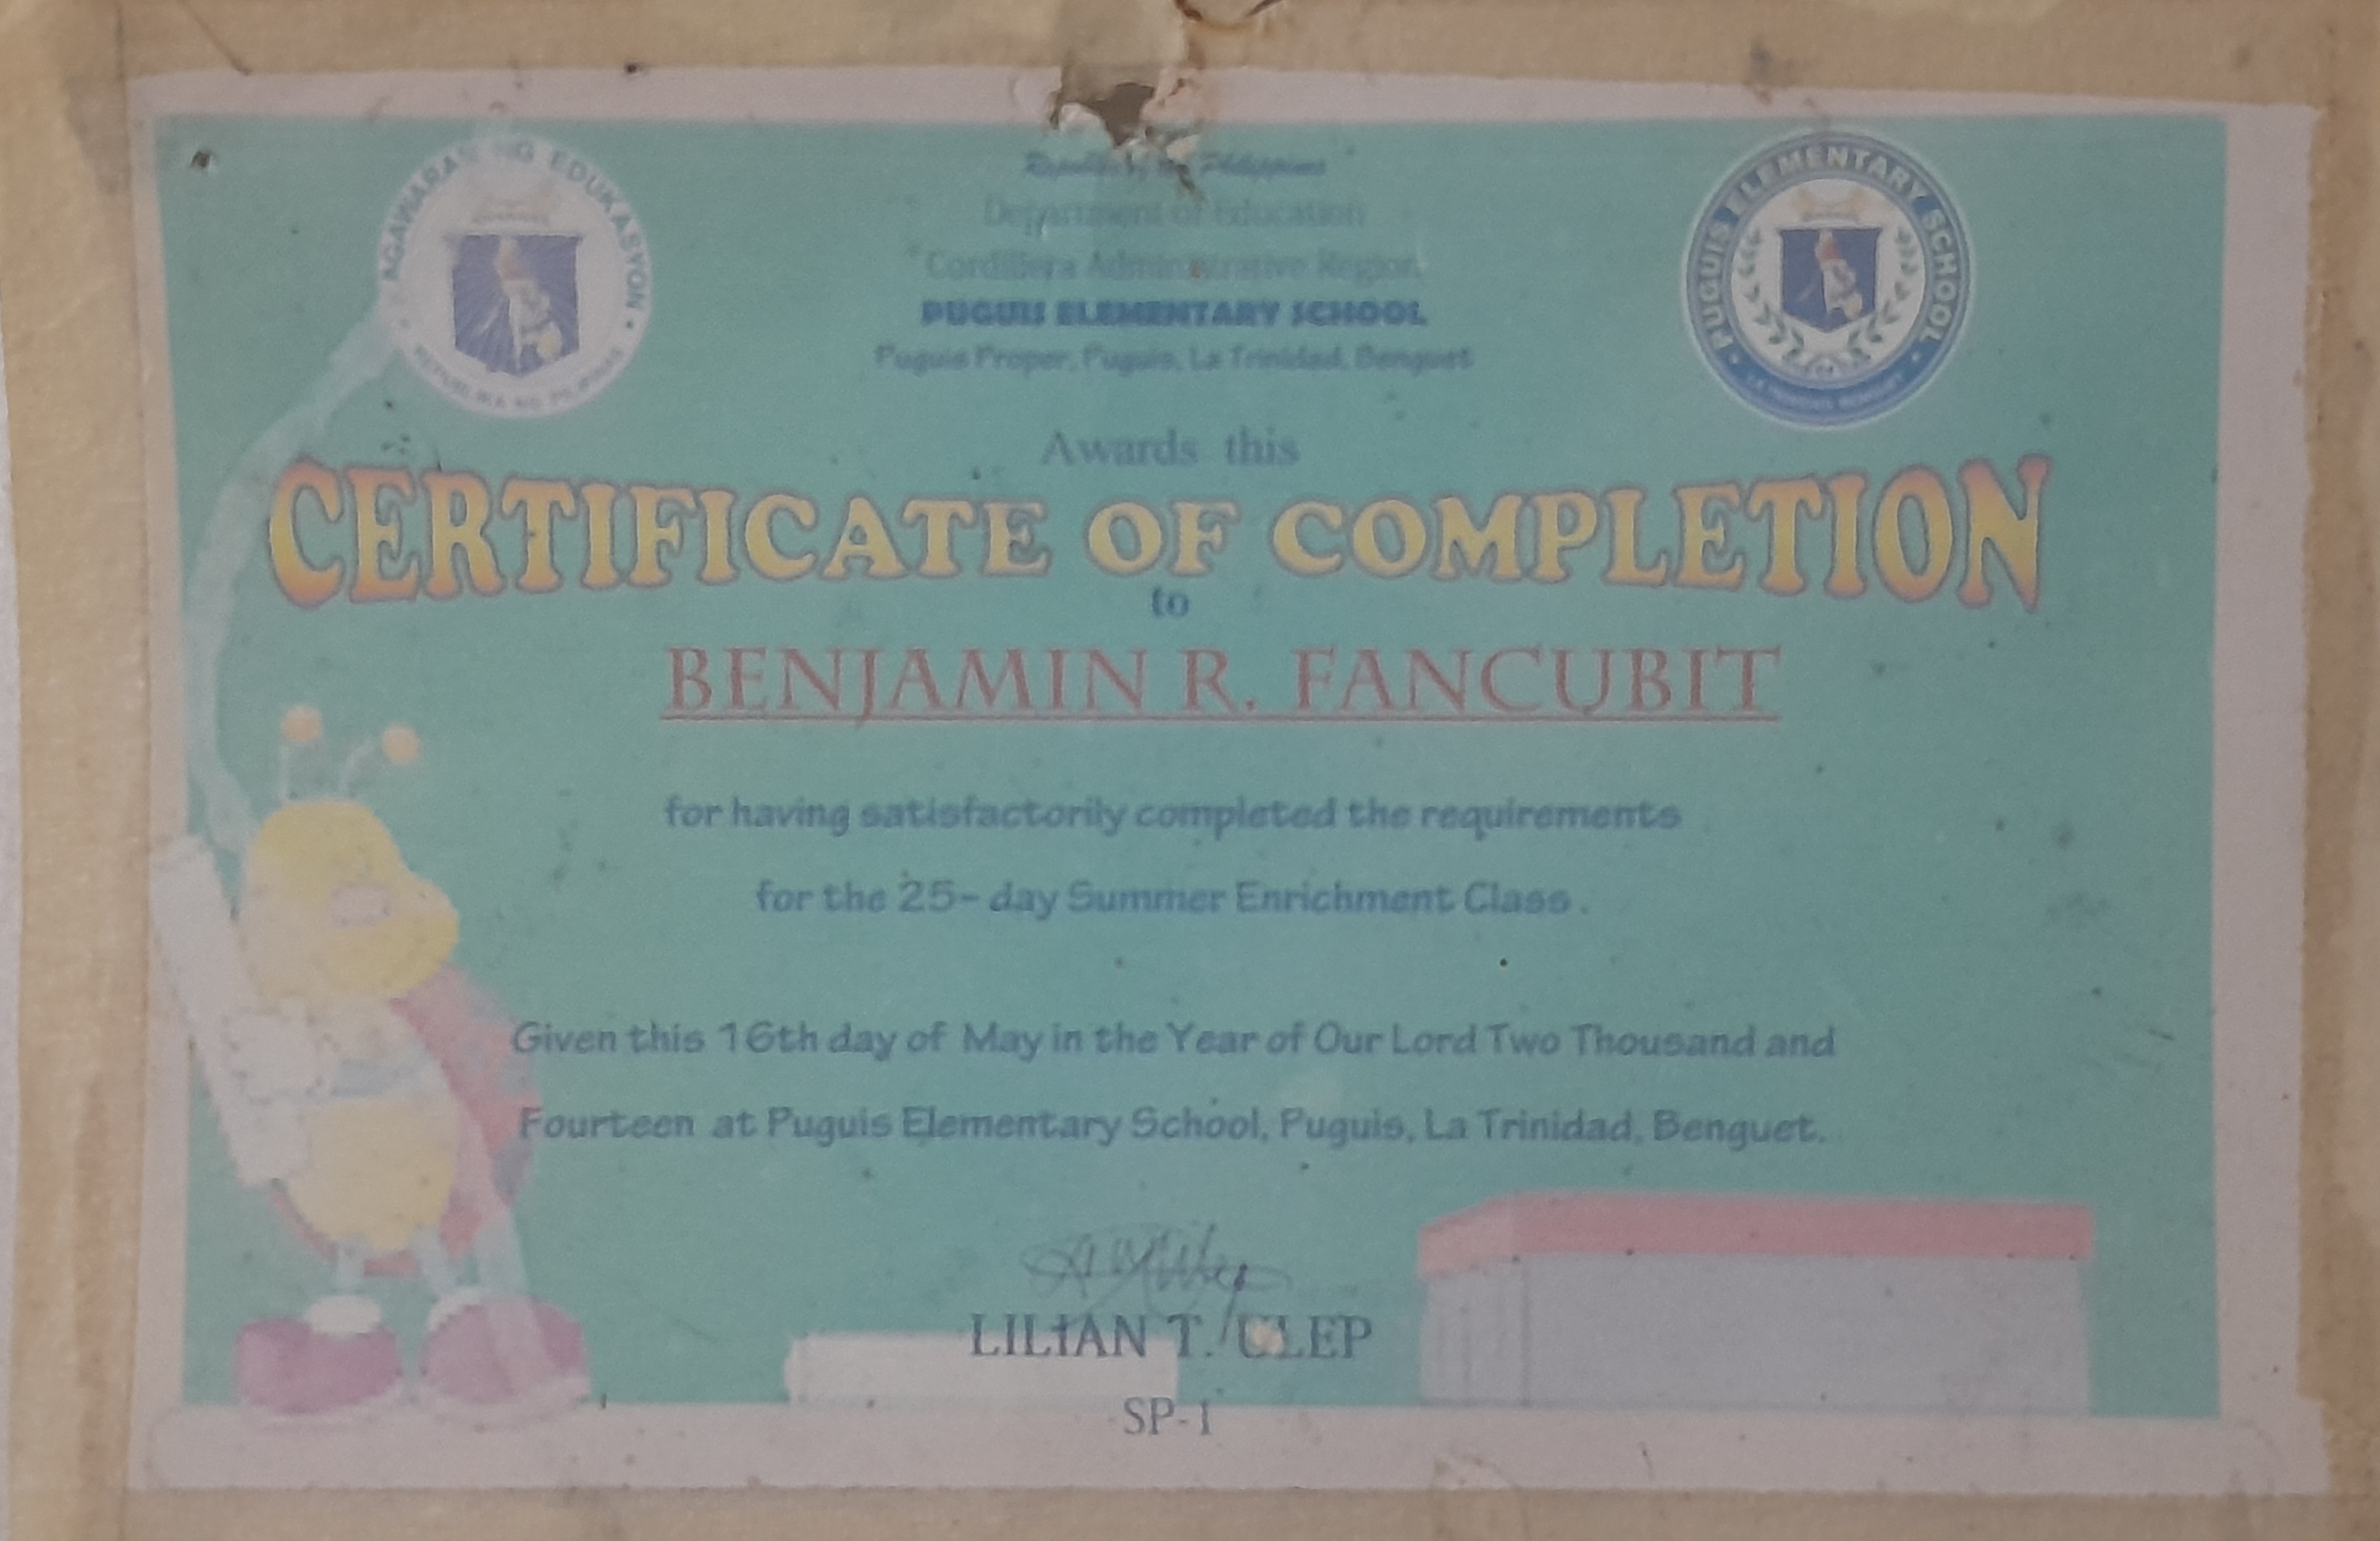 Republic of the Philippines
Department of Education
Cordillera Administrative Region
PUGUIS ELEMENTARY SCHOOL
Puguis Proper, Puguis, La Trinidad, Benguet
AGAWARAN NG EDUKASYON
REPUBLIKA NG PILIPINAS
PUGUIS ELEMENTARY SCHOOL
LA TRINIDAD, BENGUET
Awards this
CERTIFICATE OF COMPLETION
to
BENJAMIN R. FANCUBIT
for having satisfactorily completed the requirements
for the 25- day Summer Enrichment Class .
Given this 16th day of May in the Year of Our Lord Two Thousand and
Fourteen at Puguis Elementary School, Puguis, La Trinidad, Benguet.
LILIAN T. ULEP
SP-1